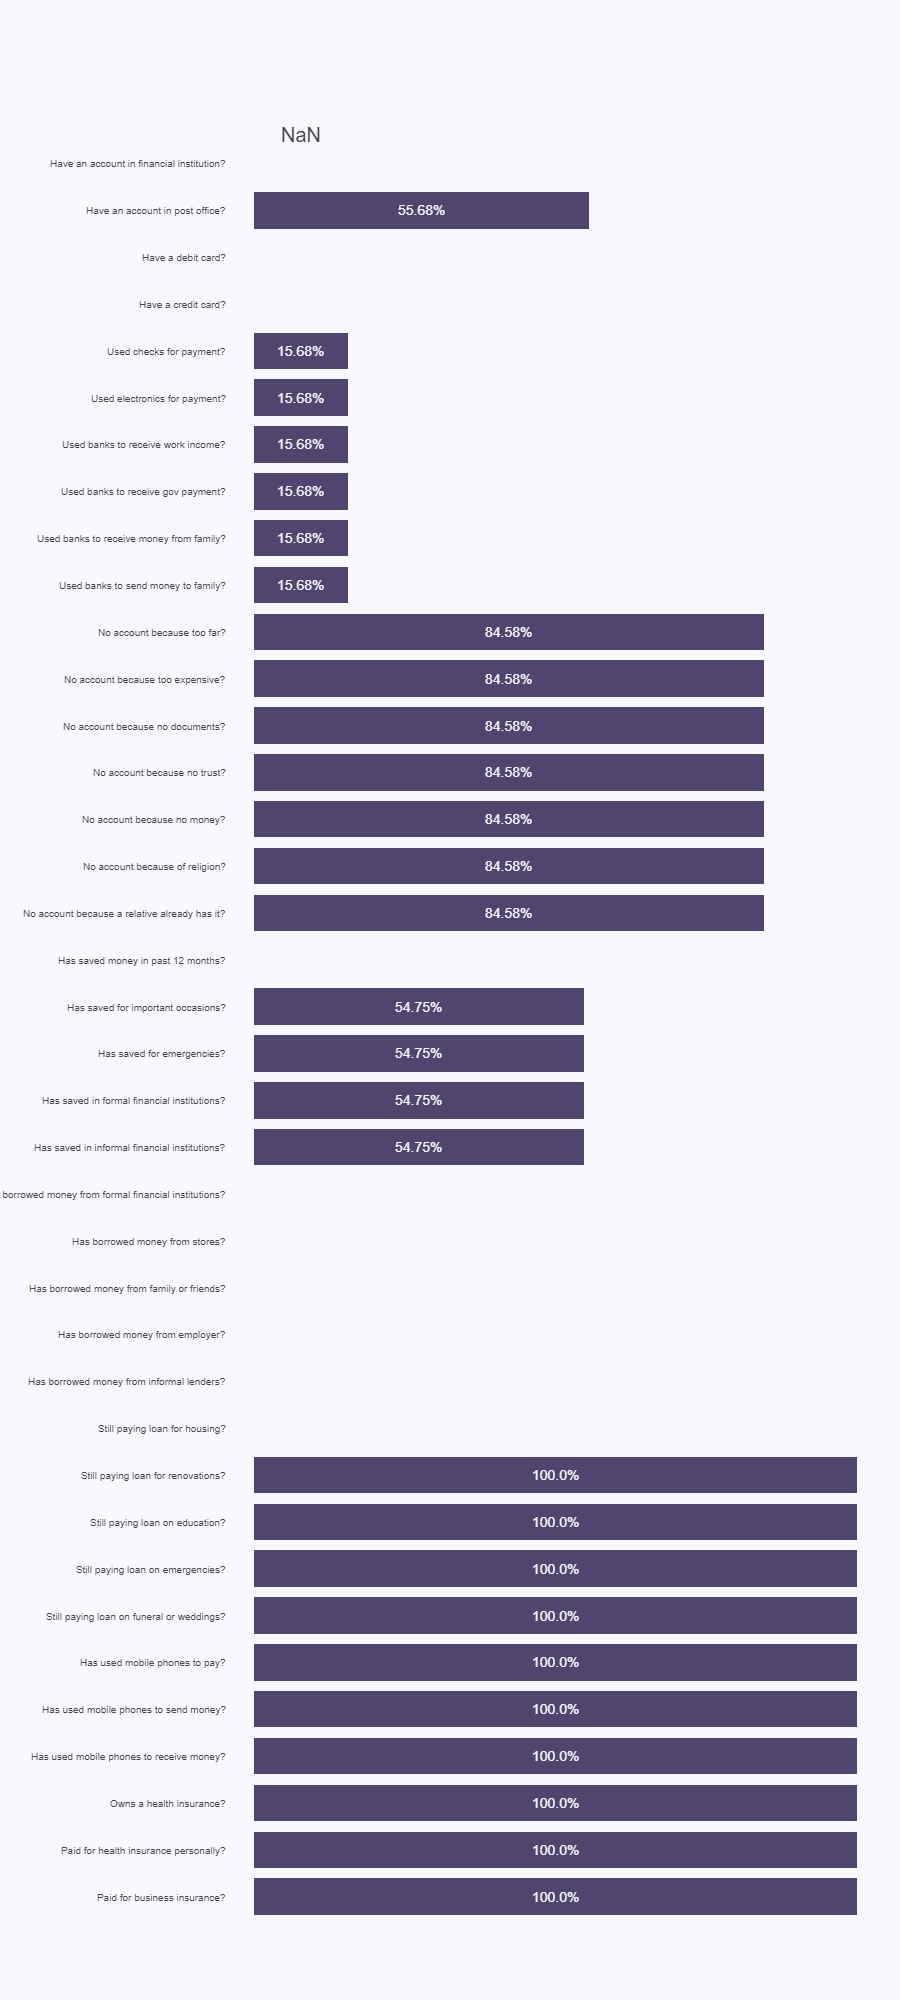 NaN
Have an account in financial institution?
Have an account in post office? 55.68%
Have a debit card?
Have a credit card?
Used checks for payment? 15.68%
Used electronics for payment? 15.68%
Used banks to receive work income? 15.68%
Used banks to receive gov payment? 15.68%
Used banks to receive money from family? 15.68%
Used banks to send money to family? 15.68%
No account because too far? 84.58%
No account because too expensive? 84.58%
No account because no documents? 84.58%
No account because no trust? 84.58%
No account because no money? 84.58%
No account because of religion? 84.58%
No account because a relative already has it? 84.58%
Has saved money in past 12 months?
Has saved for important occasions? 54.75%
Has saved for emergencies? 54.75%
Has saved in formal financial institutions? 54.75%
Has saved in informal financial institutions? 54.75%
borrowed money from formal financial institutions?
Has borrowed money from stores?
Has borrowed money from family or friends?
Has borrowed money from employer?
Has borrowed money from informal lenders?
Still paying loan for housing?
Still paying loan for renovations? 100.0%
Still paying loan on education? 100.0%
Still paying loan on emergencies? 100.0%
Still paying loan on funeral or weddings? 100.0%
Has used mobile phones to pay? 100.0%
Has used mobile phones to send money? 100.0%
Has used mobile phones to receive money? 100.0%
Owns a health insurance? 100.0%
Paid for health insurance personally? 100.0%
Paid for business insurance? 100.0%